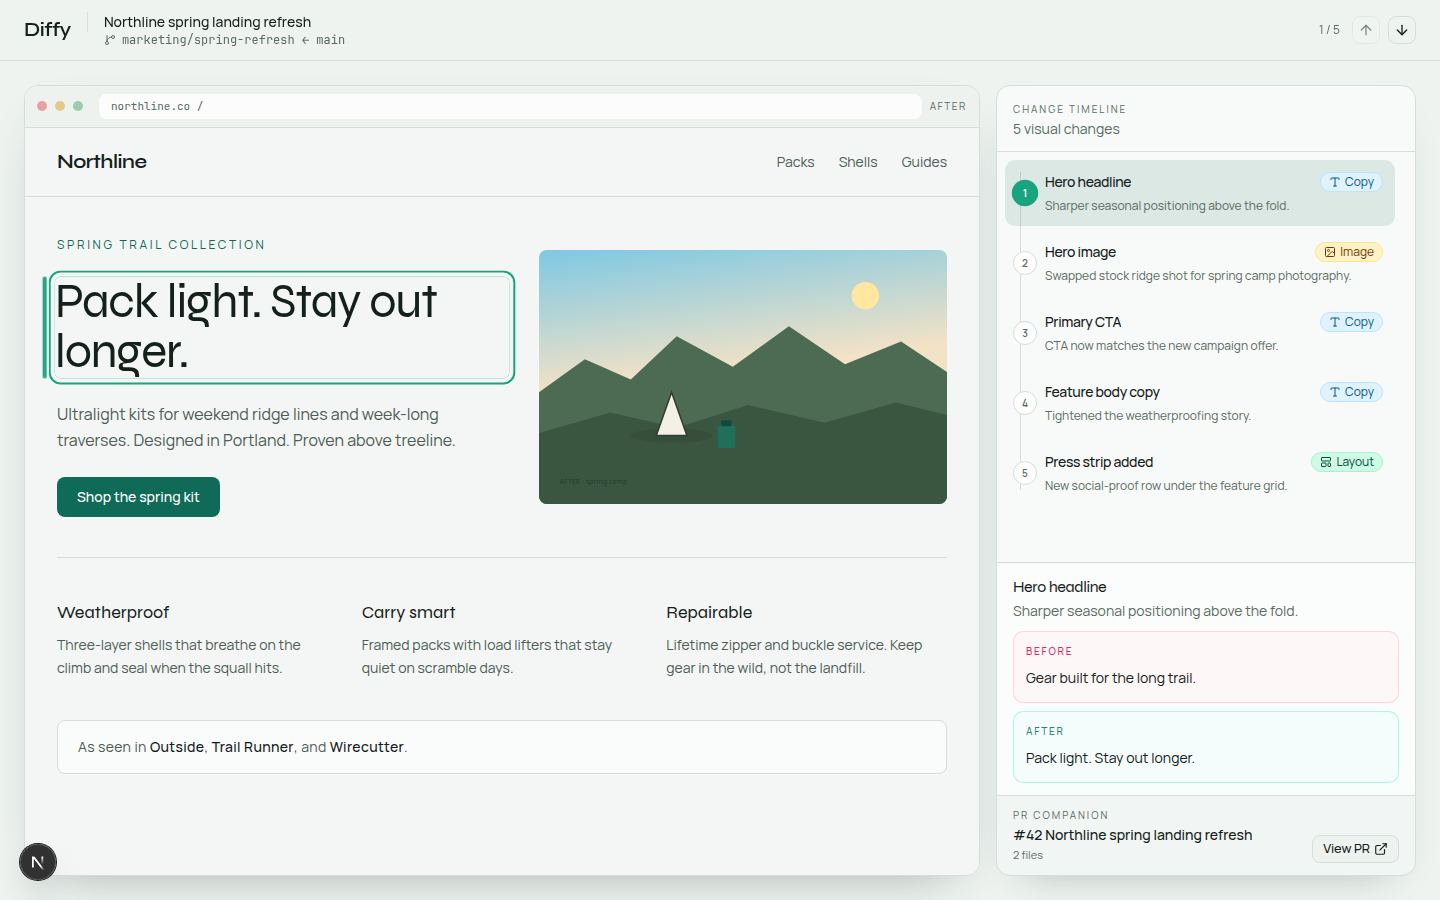 Diffy
Northline spring landing refresh
marketing/spring-refresh ← main
1 / 5
northline.co /
AFTER
Northline
Packs
Shells
Guides
SPRING TRAIL COLLECTION
Pack light. Stay out
longer.
Ultralight kits for weekend ridge lines and week-long
traverses. Designed in Portland. Proven above treeline.
Shop the spring kit
AFTER · spring camp
Weatherproof
Three-layer shells that breathe on the
climb and seal when the squall hits.
Carry smart
Framed packs with load lifters that stay
quiet on scramble days.
Repairable
Lifetime zipper and buckle service. Keep
gear in the wild, not the landfill.
As seen in Outside, Trail Runner, and Wirecutter.
N
CHANGE TIMELINE
5 visual changes
1
Hero headline
Copy
Sharper seasonal positioning above the fold.
2
Hero image
Image
Swapped stock ridge shot for spring camp photography.
3
Primary CTA
Copy
CTA now matches the new campaign offer.
4
Feature body copy
Copy
Tightened the weatherproofing story.
5
Press strip added
Layout
New social-proof row under the feature grid.
Hero headline
Sharper seasonal positioning above the fold.
BEFORE
Gear built for the long trail.
AFTER
Pack light. Stay out longer.
PR COMPANION
#42 Northline spring landing refresh
2 files
View PR